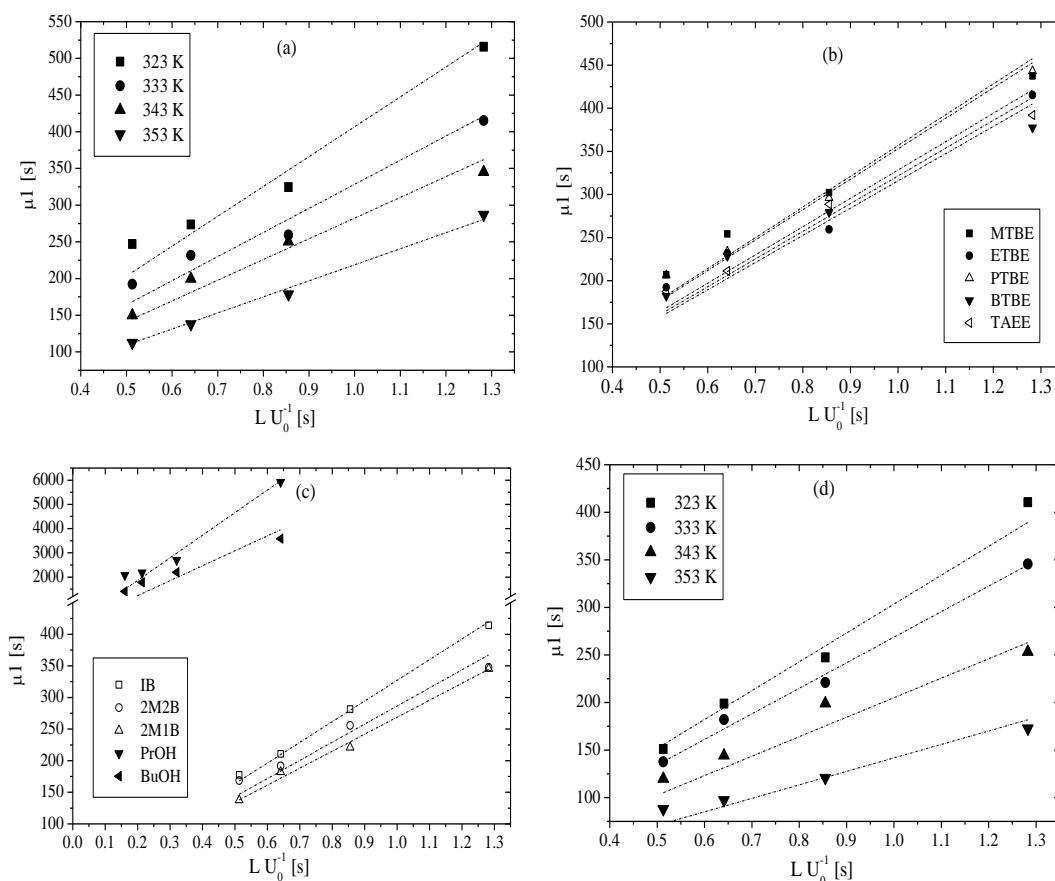 (a)
323 K
333 K
343 K
353 K
550
500
450
400
350
300
250
200
150
100
0.5 0.6 0.7 0.8 0.9 1.0 1.1 1.2 1.3
μ1 [s]
L U₀⁻¹ [s]
(b)
MTBE
ETBE
PTBE
BTBE
TAEE
450
400
350
300
250
200
150
100
0.5 0.6 0.7 0.8 0.9 1.0 1.1 1.2 1.3
μ1 [s]
L U₀⁻¹ [s]
(c)
6000
5000
4000
3000
2000
400
350
300
250
200
150
100
IB
2M2B
2M1B
PrOH
BuOH
0.0 0.1 0.2 0.3 0.4 0.5 0.6 0.7 0.8 0.9 1.0 1.1 1.2 1.3
μ1 [s]
L U₀⁻¹ [s]
(d)
323 K
333 K
343 K
353 K
450
400
350
300
250
200
150
100
0.5 0.6 0.7 0.8 0.9 1.0 1.1 1.2 1.3
μ1 [s]
L U₀⁻¹ [s]